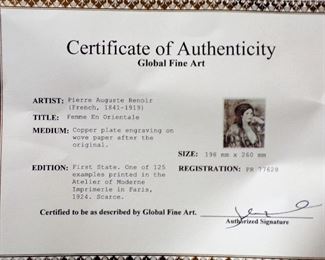 Certificate of Authenticity
Global Fine Art
ARTIST: Pierre Auguste Renoir
(French, 1841-1919)
TITLE: Femme En Orientale
MEDIUM: Copper plate engraving on
wove paper after the
original.
SIZE: 196 mm x 260 mm
EDITION: First State. One of 125
examples printed in the
Atelier of Moderne
Imprimerie in Paris,
1924. Scarce.
REGISTRATION: PR 77628
Certified to be as described by Global Fine Art.
Authorized Signature